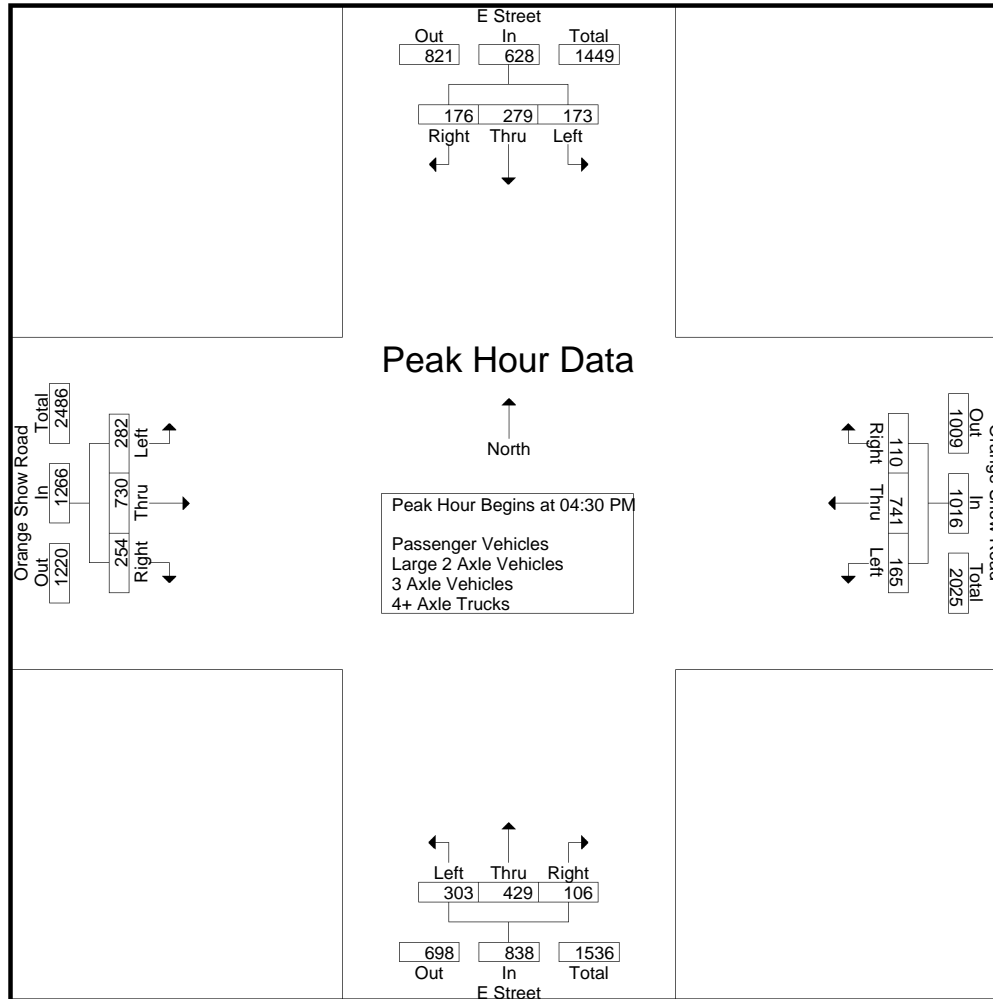 E Street
Out In Total
821 628 1449
176 279 173
Right Thru Left
Peak Hour Data
North
Peak Hour Begins at 04:30 PM
Passenger Vehicles
Large 2 Axle Vehicles
3 Axle Vehicles
4+ Axle Trucks
Orange Show Road
Total In Out
2486 1266 1220
282 730 254
Left Thru Right
Out In Total
1009 1016 2025
110 741 165
Right Thru Left
Orange Show Road
Left Thru Right
303 429 106
698 838 1536
Out In Total
E Street